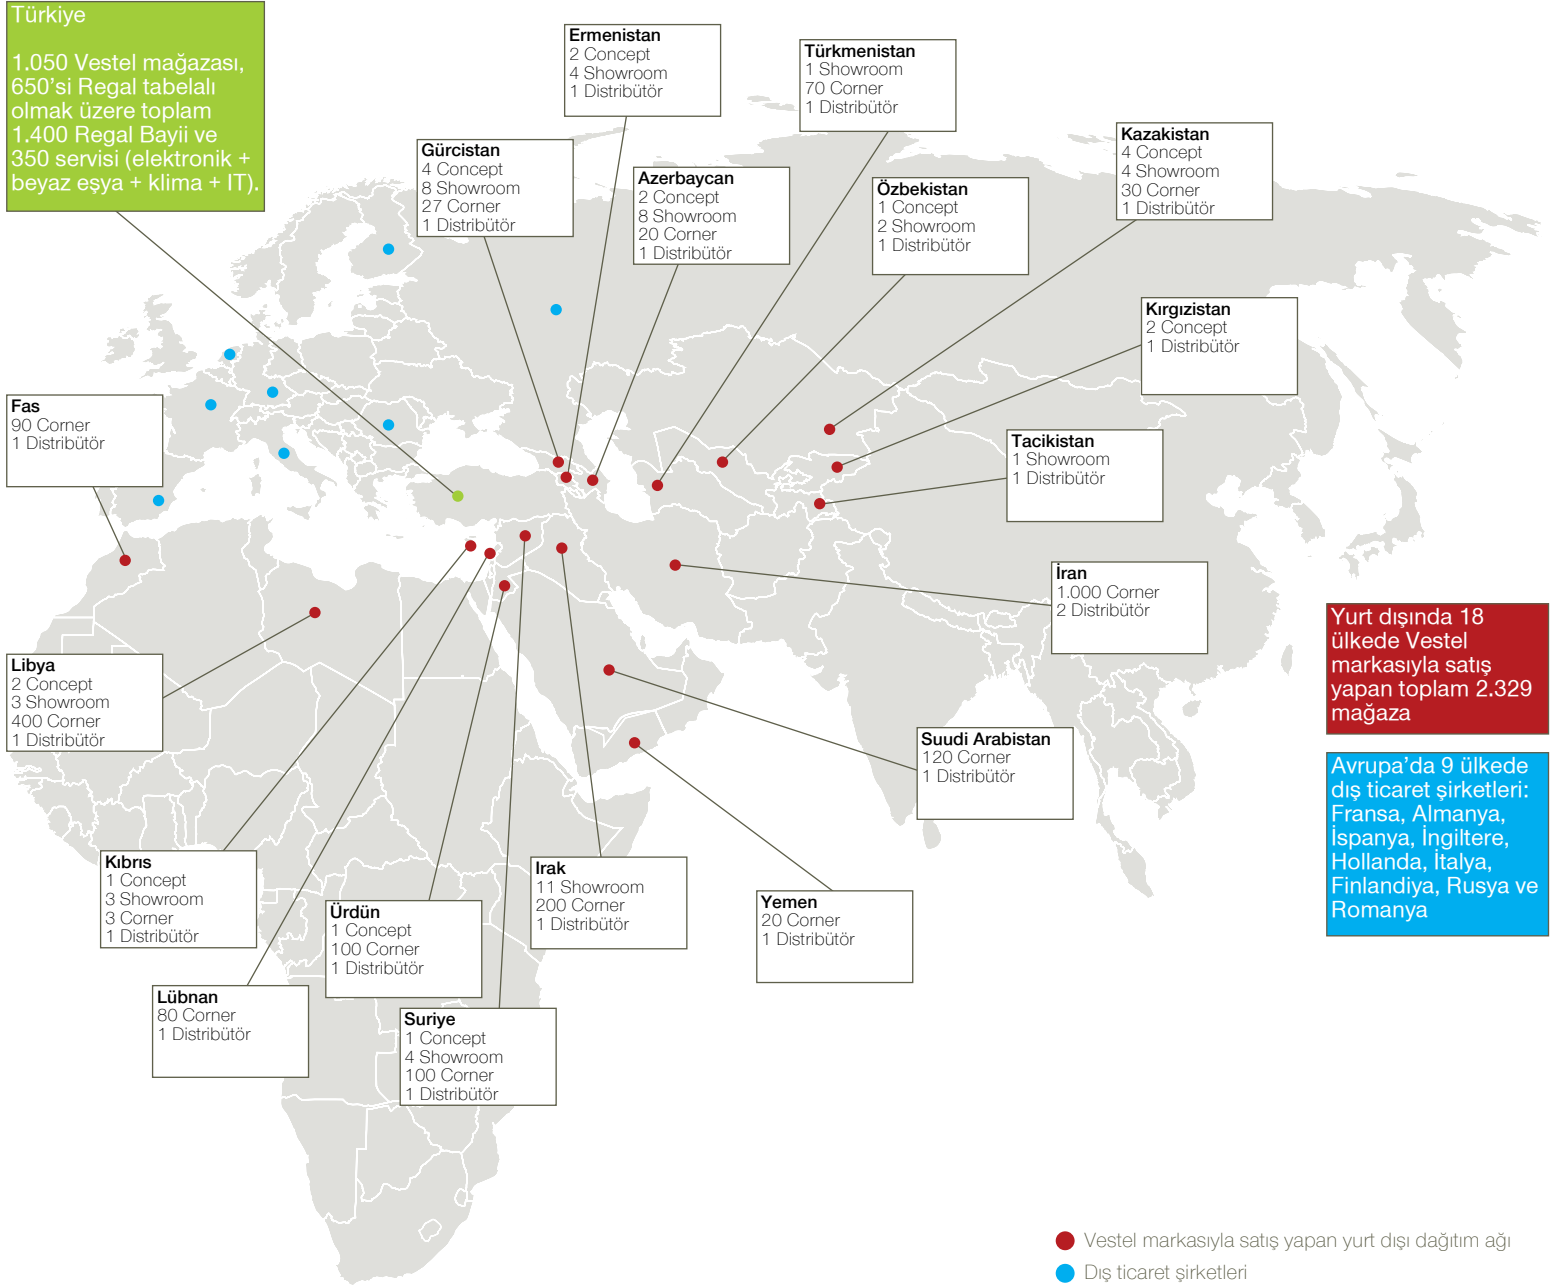 Türkiye
1.050 Vestel mağazası,
650’si Regal tabelalı
olmak üzere toplam
1.400 Regal Bayii ve
350 servisi (elektronik +
beyaz eşya + klima + IT).
Ermenistan
2 Concept
4 Showroom
1 Distribütör
Türkmenistan
1 Showroom
70 Corner
1 Distribütör
Kazakistan
4 Concept
4 Showroom
30 Corner
1 Distribütör
Gürcistan
4 Concept
8 Showroom
27 Corner
1 Distribütör
Azerbaycan
2 Concept
8 Showroom
20 Corner
1 Distribütör
Özbekistan
1 Concept
2 Showroom
1 Distribütör
Kırgızistan
2 Concept
1 Distribütör
Fas
90 Corner
1 Distribütör
Tacikistan
1 Showroom
1 Distribütör
İran
1.000 Corner
2 Distribütör
Yurt dışında 18
ülkede Vestel
markasıyla satış
yapan toplam 2.329
mağaza
Libya
2 Concept
3 Showroom
400 Corner
1 Distribütör
Suudi Arabistan
120 Corner
1 Distribütör
Avrupa’da 9 ülkede
dış ticaret şirketleri:
Fransa, Almanya,
İspanya, İngiltere,
Hollanda, İtalya,
Finlandiya, Rusya ve
Romanya
Kıbrıs
1 Concept
3 Showroom
3 Corner
1 Distribütör
Irak
11 Showroom
200 Corner
1 Distribütör
Yemen
20 Corner
1 Distribütör
Ürdün
1 Concept
100 Corner
1 Distribütör
Lübnan
80 Corner
1 Distribütör
Suriye
1 Concept
4 Showroom
100 Corner
1 Distribütör
Vestel markasıyla satış yapan yurt dışı dağıtım ağı
Dış ticaret şirketleri